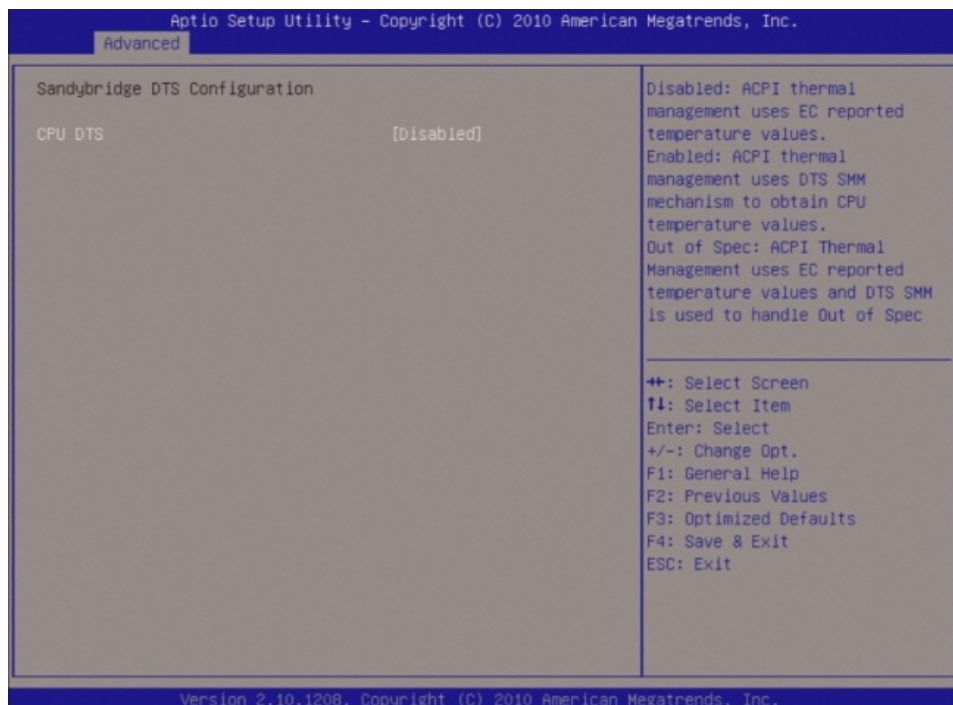 Aptio Setup Utility – Copyright (C) 2010 American Megatrends, Inc.
Advanced
Sandybridge DTS Configuration
CPU DTS [Disabled]
Disabled: ACPI thermal
management uses EC reported
temperature values.
Enabled: ACPI thermal
management uses DTS SMM
mechanism to obtain CPU
temperature values.
Out of Spec: ACPI Thermal
Management uses EC reported
temperature values and DTS SMM
is used to handle Out of Spec
→←: Select Screen
↑↓: Select Item
Enter: Select
+/-: Change Opt.
F1: General Help
F2: Previous Values
F3: Optimized Defaults
F4: Save & Exit
ESC: Exit
Version 2.10.1208. Copyright (C) 2010 American Megatrends, Inc.